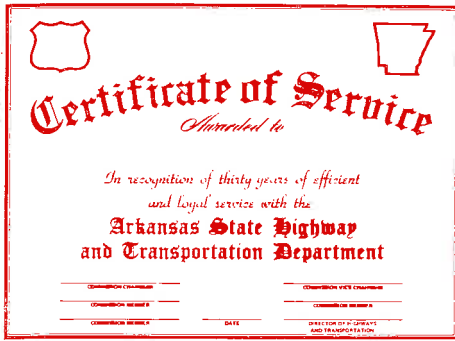 Certificate of Service
Awarded to
In recognition of thirty years of efficient
and loyal service with the
Arkansas State Highway
and Transportation Department
COMMISSION CHAIRMAN
COMMISSION VICE CHAIRMAN
COMMISSION MEMBER
COMMISSION MEMBER
COMMISSION MEMBER
DATE
DIRECTOR OF HIGHWAYS
AND TRANSPORTATION